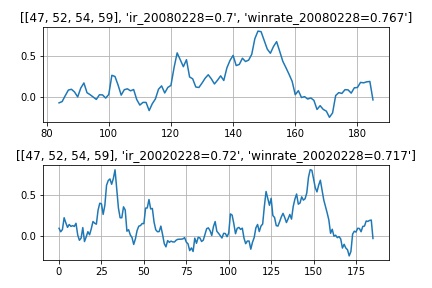 [[47, 52, 54, 59], 'ir_20080228=0.7', 'winrate_20080228=0.767']
0.5
0.0
80 100 120 140 160 180
[[47, 52, 54, 59], 'ir_20020228=0.72', 'winrate_20020228=0.717']
0.5
0.0
0 25 50 75 100 125 150 175